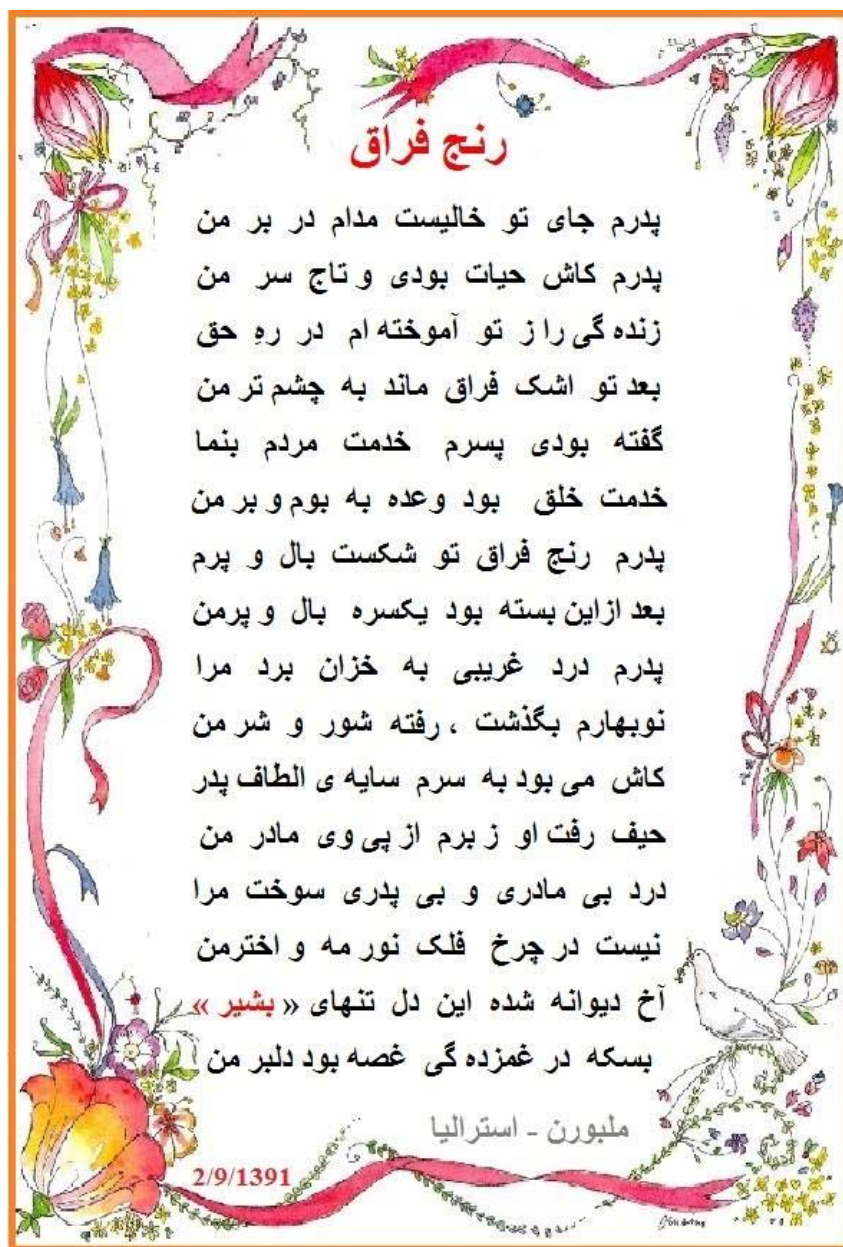 رنج فراق
پدرم جای تو خالیست مدام در بر من
پدرم کاش حیات بودی و تاج سر من
زنده گی را ز تو آموخته ام در رهِ حق
بعد تو اشک فراق ماند به چشم تر من
گفته بودی پسرم خدمت مردم بنما
خدمت خلق بود وعده به بوم و بر من
پدرم رنج فراق تو شکست بال و پرم
بعد ازاین بسته بود یکسره بال و پرمن
پدرم درد غریبی به خزان برد مرا
نوبهارم بگذشت ، رفته شور و شر من
کاش می بود به سرم سایه ی الطاف پدر
حیف رفت او ز برم از پی وی مادر من
درد بی مادری و بی پدری سوخت مرا
نیست در چرخ فلک نور مه و اخترمن
آخ دیوانه شده این دل تنهای « بشیر »
بسکه در غمزده گی غصه بود دلبر من
ملبورن - استرالیا
2/9/1391